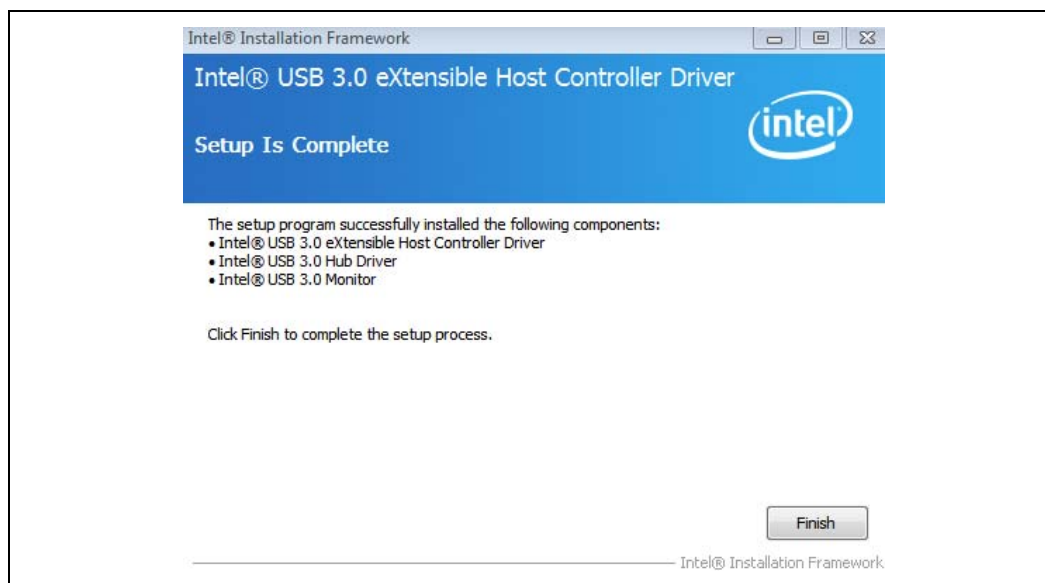 Intel® Installation Framework
Intel® USB 3.0 eXtensible Host Controller Driver
intel
Setup Is Complete
The setup program successfully installed the following components:
• Intel® USB 3.0 eXtensible Host Controller Driver
• Intel® USB 3.0 Hub Driver
• Intel® USB 3.0 Monitor
Click Finish to complete the setup process.
Finish
Intel® Installation Framework